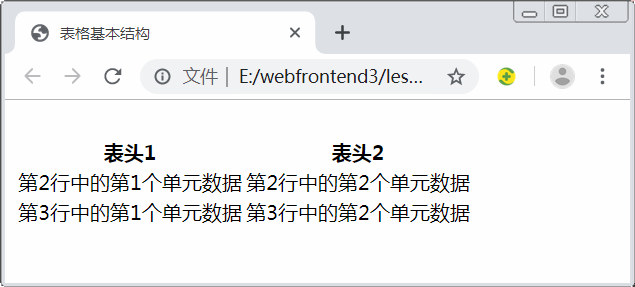 表格基本结构
文件 | E:/webfrontend3/les...
表头1 表头2
第2行中的第1个单元数据 第2行中的第2个单元数据
第3行中的第1个单元数据 第3行中的第2个单元数据